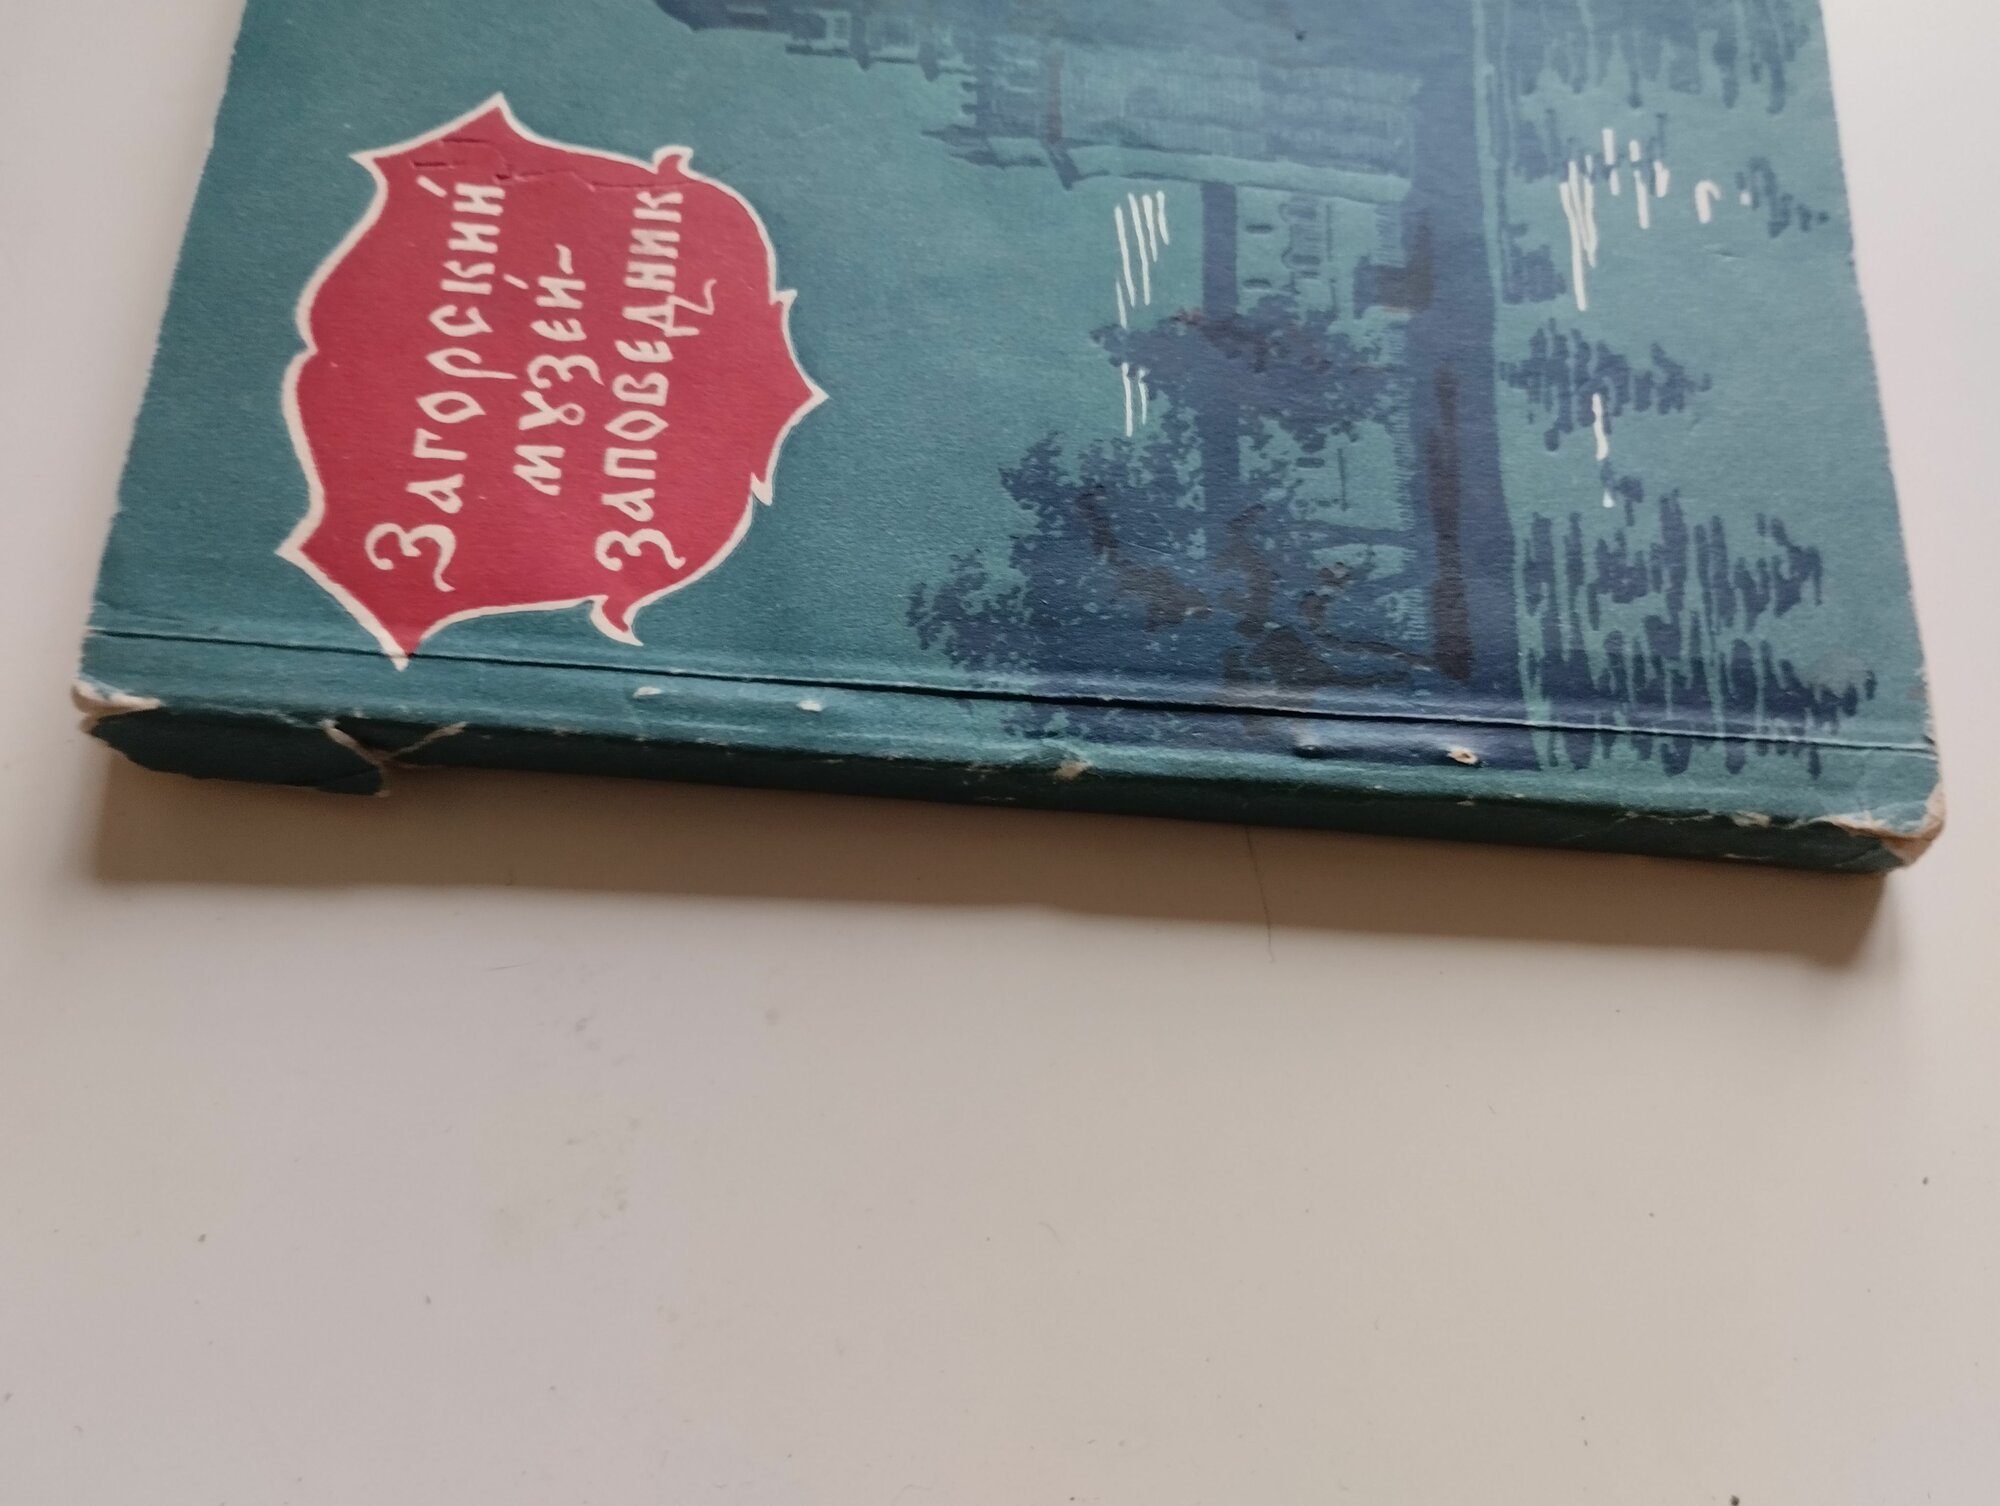 Загорский
музей-
заповедник